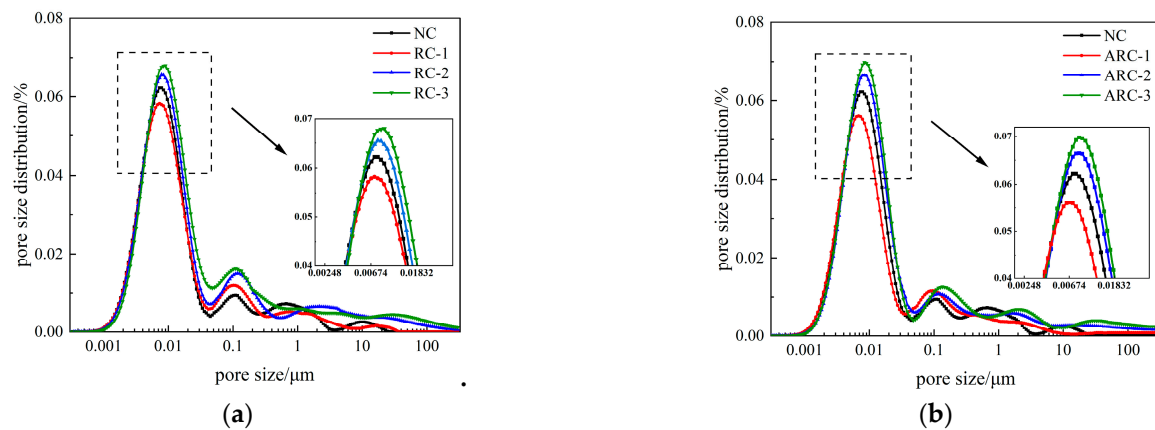 0.08
NC
RC-1
RC-2
RC-3
0.06
0.04
0.02
0.00
pore size distribution/%
0.07
0.06
0.05
0.04
0.00248 0.00674 0.01832
0.001 0.01 0.1 1 10 100
pore size/μm
.
(a)
0.08
NC
ARC-1
ARC-2
ARC-3
0.06
0.04
0.02
0.00
pore size distribution/%
0.07
0.06
0.05
0.04
0.00248 0.00674 0.01832
0.001 0.01 0.1 1 10 100
pore size/μm
(b)